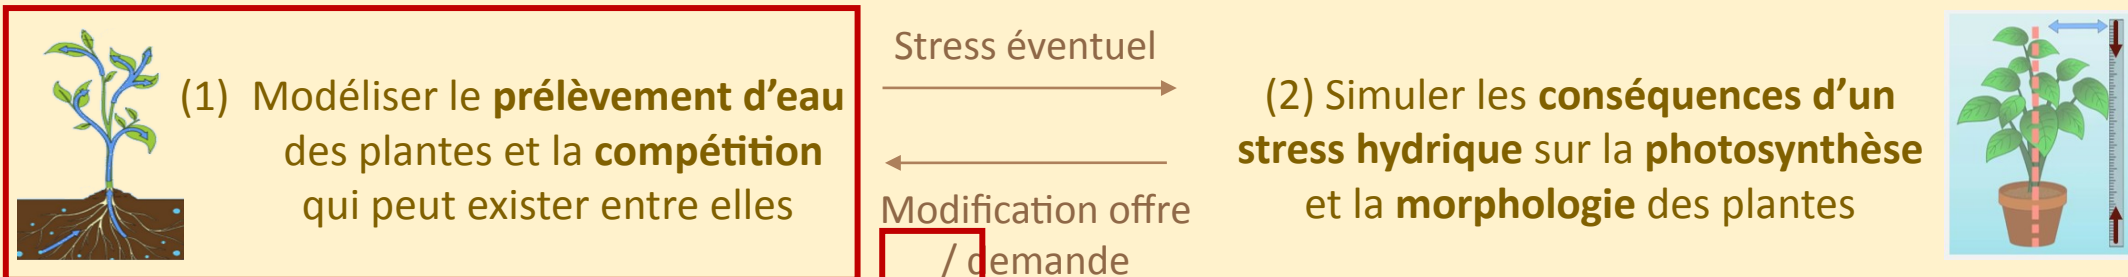 (1) Modéliser le prélèvement d’eau
des plantes et la compétition
qui peut exister entre elles
Stress éventuel
Modification offre
/ demande
(2) Simuler les conséquences d’un
stress hydrique sur la photosynthèse
et la morphologie des plantes